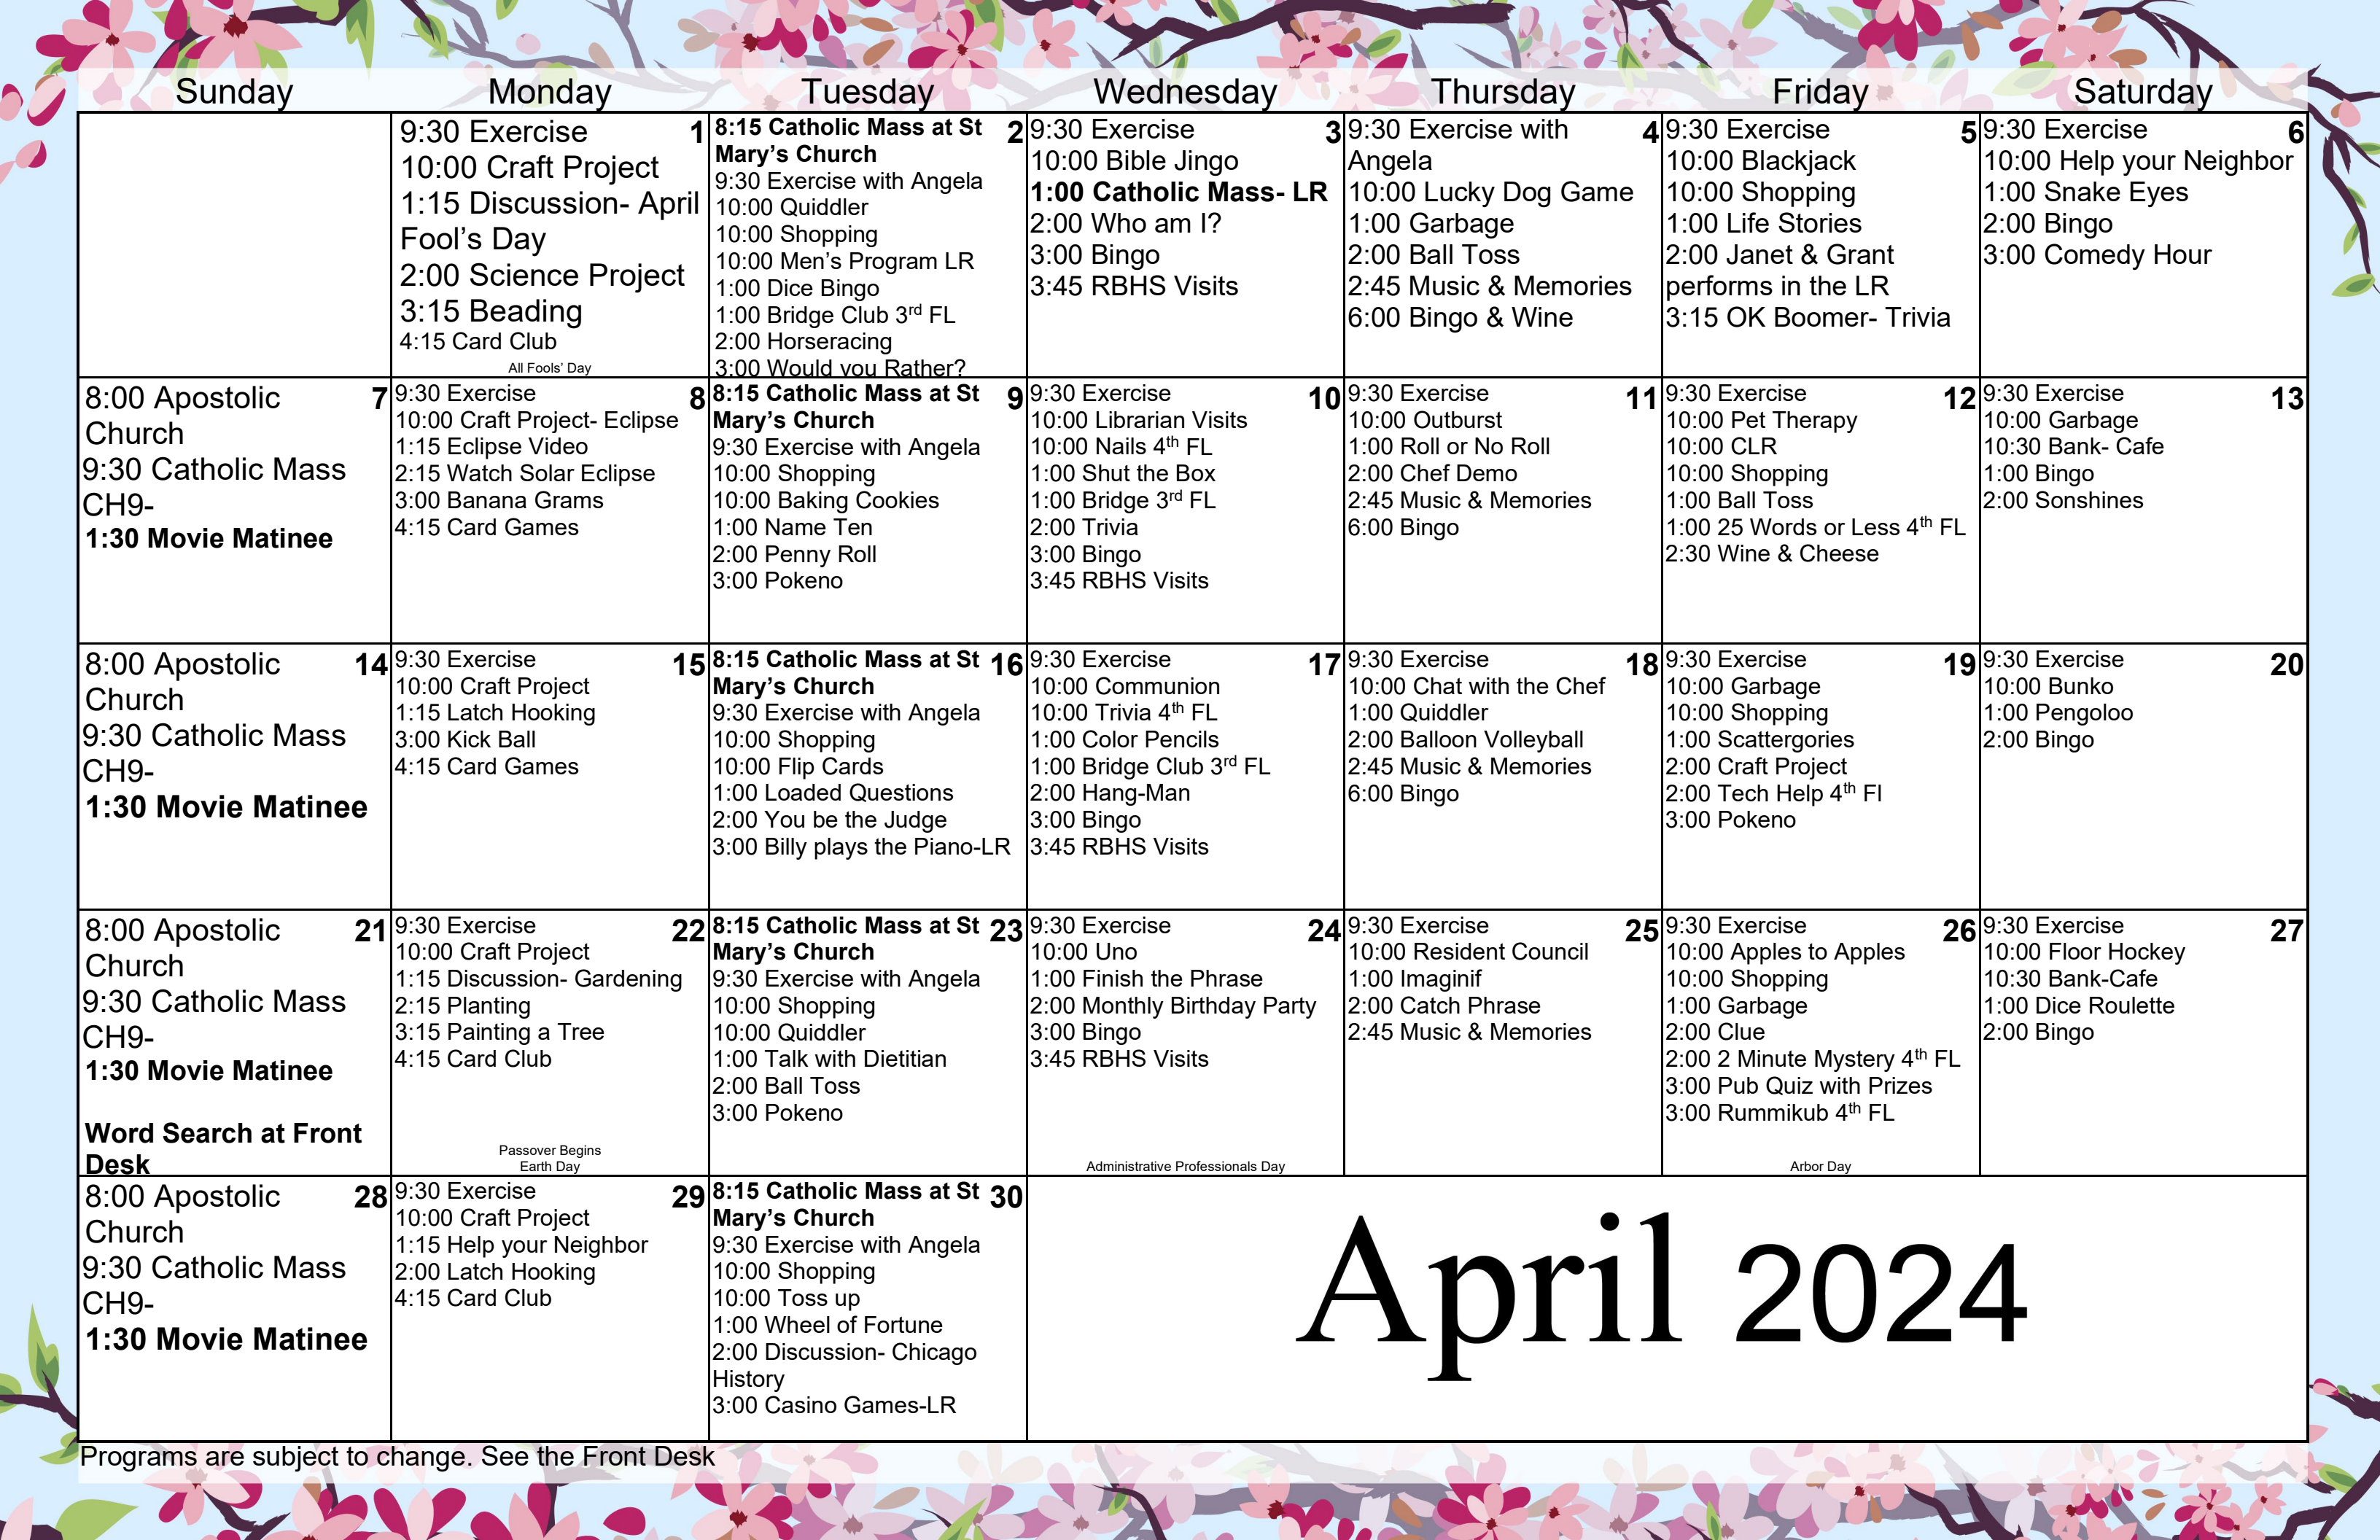 Sunday Monday Tuesday Wednesday Thursday Friday Saturday
1
9:30 Exercise
10:00 Craft Project
1:15 Discussion- April
Fool's Day
2:00 Science Project
3:15 Beading
4:15 Card Club
All Fools' Day
2
8:15 Catholic Mass at St
Mary's Church
9:30 Exercise with Angela
10:00 Quiddler
10:00 Shopping
10:00 Men's Program LR
1:00 Dice Bingo
1:00 Bridge Club 3rd FL
2:00 Horseracing
3:00 Would you Rather?
3
9:30 Exercise
10:00 Bible Jingo
1:00 Catholic Mass- LR
2:00 Who am I?
3:00 Bingo
3:45 RBHS Visits
4
9:30 Exercise with
Angela
10:00 Lucky Dog Game
1:00 Garbage
2:00 Ball Toss
2:45 Music & Memories
6:00 Bingo & Wine
5
9:30 Exercise
10:00 Blackjack
10:00 Shopping
1:00 Life Stories
2:00 Janet & Grant
performs in the LR
3:15 OK Boomer- Trivia
6
9:30 Exercise
10:00 Help your Neighbor
1:00 Snake Eyes
2:00 Bingo
3:00 Comedy Hour
7
8:00 Apostolic
Church
9:30 Catholic Mass
CH9-
1:30 Movie Matinee
8
9:30 Exercise
10:00 Craft Project- Eclipse
1:15 Eclipse Video
2:15 Watch Solar Eclipse
3:00 Banana Grams
4:15 Card Games
9
8:15 Catholic Mass at St
Mary's Church
9:30 Exercise with Angela
10:00 Shopping
10:00 Baking Cookies
1:00 Name Ten
2:00 Penny Roll
3:00 Pokeno
10
9:30 Exercise
10:00 Librarian Visits
10:00 Nails 4th FL
1:00 Shut the Box
1:00 Bridge 3rd FL
2:00 Trivia
3:00 Bingo
3:45 RBHS Visits
11
9:30 Exercise
10:00 Outburst
1:00 Roll or No Roll
2:00 Chef Demo
2:45 Music & Memories
6:00 Bingo
12
9:30 Exercise
10:00 Pet Therapy
10:00 CLR
10:00 Shopping
1:00 Ball Toss
1:00 25 Words or Less 4th FL
2:30 Wine & Cheese
13
9:30 Exercise
10:00 Garbage
10:30 Bank- Cafe
1:00 Bingo
2:00 Sonshines
14
8:00 Apostolic
Church
9:30 Catholic Mass
CH9-
1:30 Movie Matinee
15
9:30 Exercise
10:00 Craft Project
1:15 Latch Hooking
3:00 Kick Ball
4:15 Card Games
16
8:15 Catholic Mass at St
Mary's Church
9:30 Exercise with Angela
10:00 Shopping
10:00 Flip Cards
1:00 Loaded Questions
2:00 You be the Judge
3:00 Billy plays the Piano-LR
17
9:30 Exercise
10:00 Communion
10:00 Trivia 4th FL
1:00 Color Pencils
1:00 Bridge Club 3rd FL
2:00 Hang-Man
3:00 Bingo
3:45 RBHS Visits
18
9:30 Exercise
10:00 Chat with the Chef
1:00 Quiddler
2:00 Balloon Volleyball
2:45 Music & Memories
6:00 Bingo
19
9:30 Exercise
10:00 Garbage
10:00 Shopping
1:00 Scattergories
2:00 Craft Project
2:00 Tech Help 4th Fl
3:00 Pokeno
20
9:30 Exercise
10:00 Bunko
1:00 Pengoloo
2:00 Bingo
21
8:00 Apostolic
Church
9:30 Catholic Mass
CH9-
1:30 Movie Matinee
Word Search at Front
Desk
22
9:30 Exercise
10:00 Craft Project
1:15 Discussion- Gardening
2:15 Planting
3:15 Painting a Tree
4:15 Card Club
Passover Begins
Earth Day
23
8:15 Catholic Mass at St
Mary's Church
9:30 Exercise with Angela
10:00 Shopping
10:00 Quiddler
1:00 Talk with Dietitian
2:00 Ball Toss
3:00 Pokeno
24
9:30 Exercise
10:00 Uno
1:00 Finish the Phrase
2:00 Monthly Birthday Party
3:00 Bingo
3:45 RBHS Visits
Administrative Professionals Day
25
9:30 Exercise
10:00 Resident Council
1:00 Imaginif
2:00 Catch Phrase
2:45 Music & Memories
26
9:30 Exercise
10:00 Apples to Apples
10:00 Shopping
1:00 Garbage
2:00 Clue
2:00 2 Minute Mystery 4th FL
3:00 Pub Quiz with Prizes
3:00 Rummikub 4th FL
Arbor Day
27
9:30 Exercise
10:00 Floor Hockey
10:30 Bank-Cafe
1:00 Dice Roulette
2:00 Bingo
28
8:00 Apostolic
Church
9:30 Catholic Mass
CH9-
1:30 Movie Matinee
29
9:30 Exercise
10:00 Craft Project
1:15 Help your Neighbor
2:00 Latch Hooking
4:15 Card Club
30
8:15 Catholic Mass at St
Mary's Church
9:30 Exercise with Angela
10:00 Shopping
10:00 Toss up
1:00 Wheel of Fortune
2:00 Discussion- Chicago
History
3:00 Casino Games-LR
April 2024
Programs are subject to change. See the Front Desk